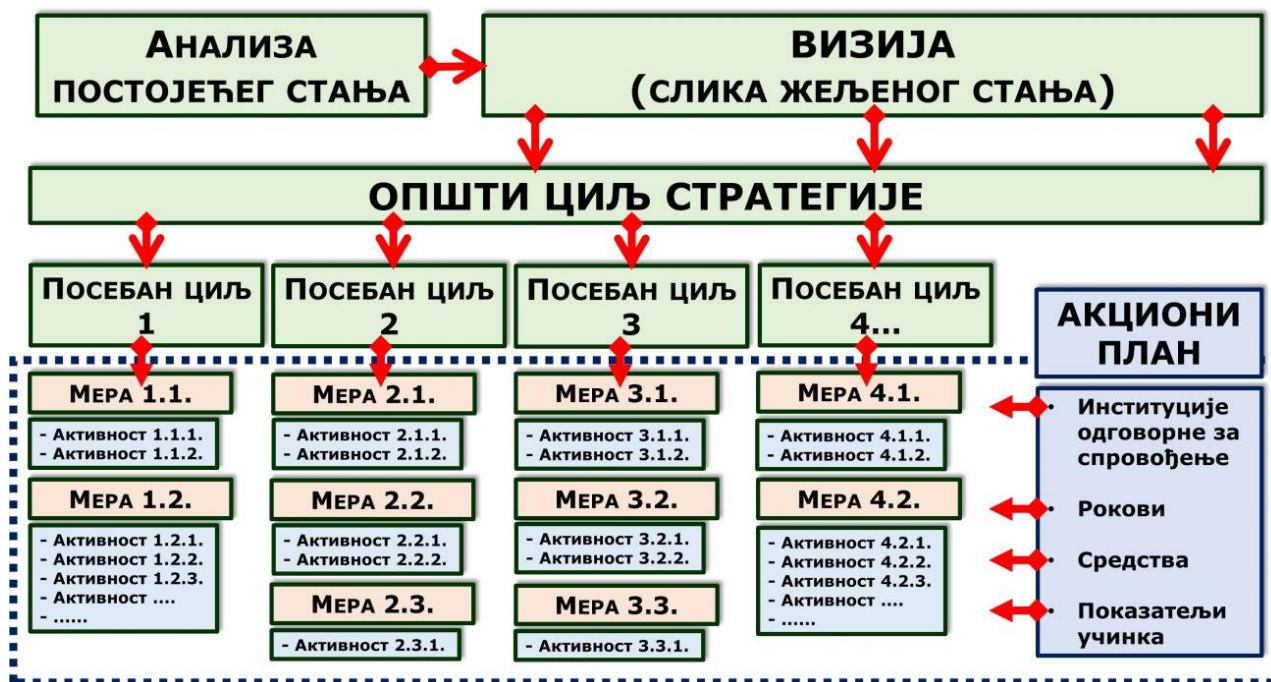 АНАЛИЗА
ПОСТОЈЕЋЕГ СТАЊА
ВИЗИЈА
(СЛИКА ЖЕЉЕНОГ СТАЊА)
ОПШТИ ЦИЉ СТРАТЕГИЈЕ
ПОСЕБАН ЦИЉ
1
ПОСЕБАН ЦИЉ
2
ПОСЕБАН ЦИЉ
3
ПОСЕБАН ЦИЉ
4...
АКЦИОНИ
ПЛАН
МЕРА 1.1.
- Активност 1.1.1.
- Активност 1.1.2.
МЕРА 1.2.
- Активност 1.2.1.
- Активност 1.2.2.
- Активност 1.2.3.
- Активност ....
- ......
МЕРА 2.1.
- Активност 2.1.1.
- Активност 2.1.2.
МЕРА 2.2.
- Активност 2.2.1.
- Активност 2.2.2.
МЕРА 2.3.
- Активност 2.3.1.
МЕРА 3.1.
- Активност 3.1.1.
- Активност 3.1.2.
МЕРА 3.2.
- Активност 3.2.1.
- Активност 3.2.2.
МЕРА 3.3.
- Активност 3.3.1.
МЕРА 4.1.
- Активност 4.1.1.
- Активност 4.1.2.
МЕРА 4.2.
- Активност 4.2.1.
- Активност 4.2.2.
- Активност 4.2.3.
- Активност ....
- ......
• Институције
одговорне за
спровођење
• Рокови
• Средства
• Показатељи
учинка